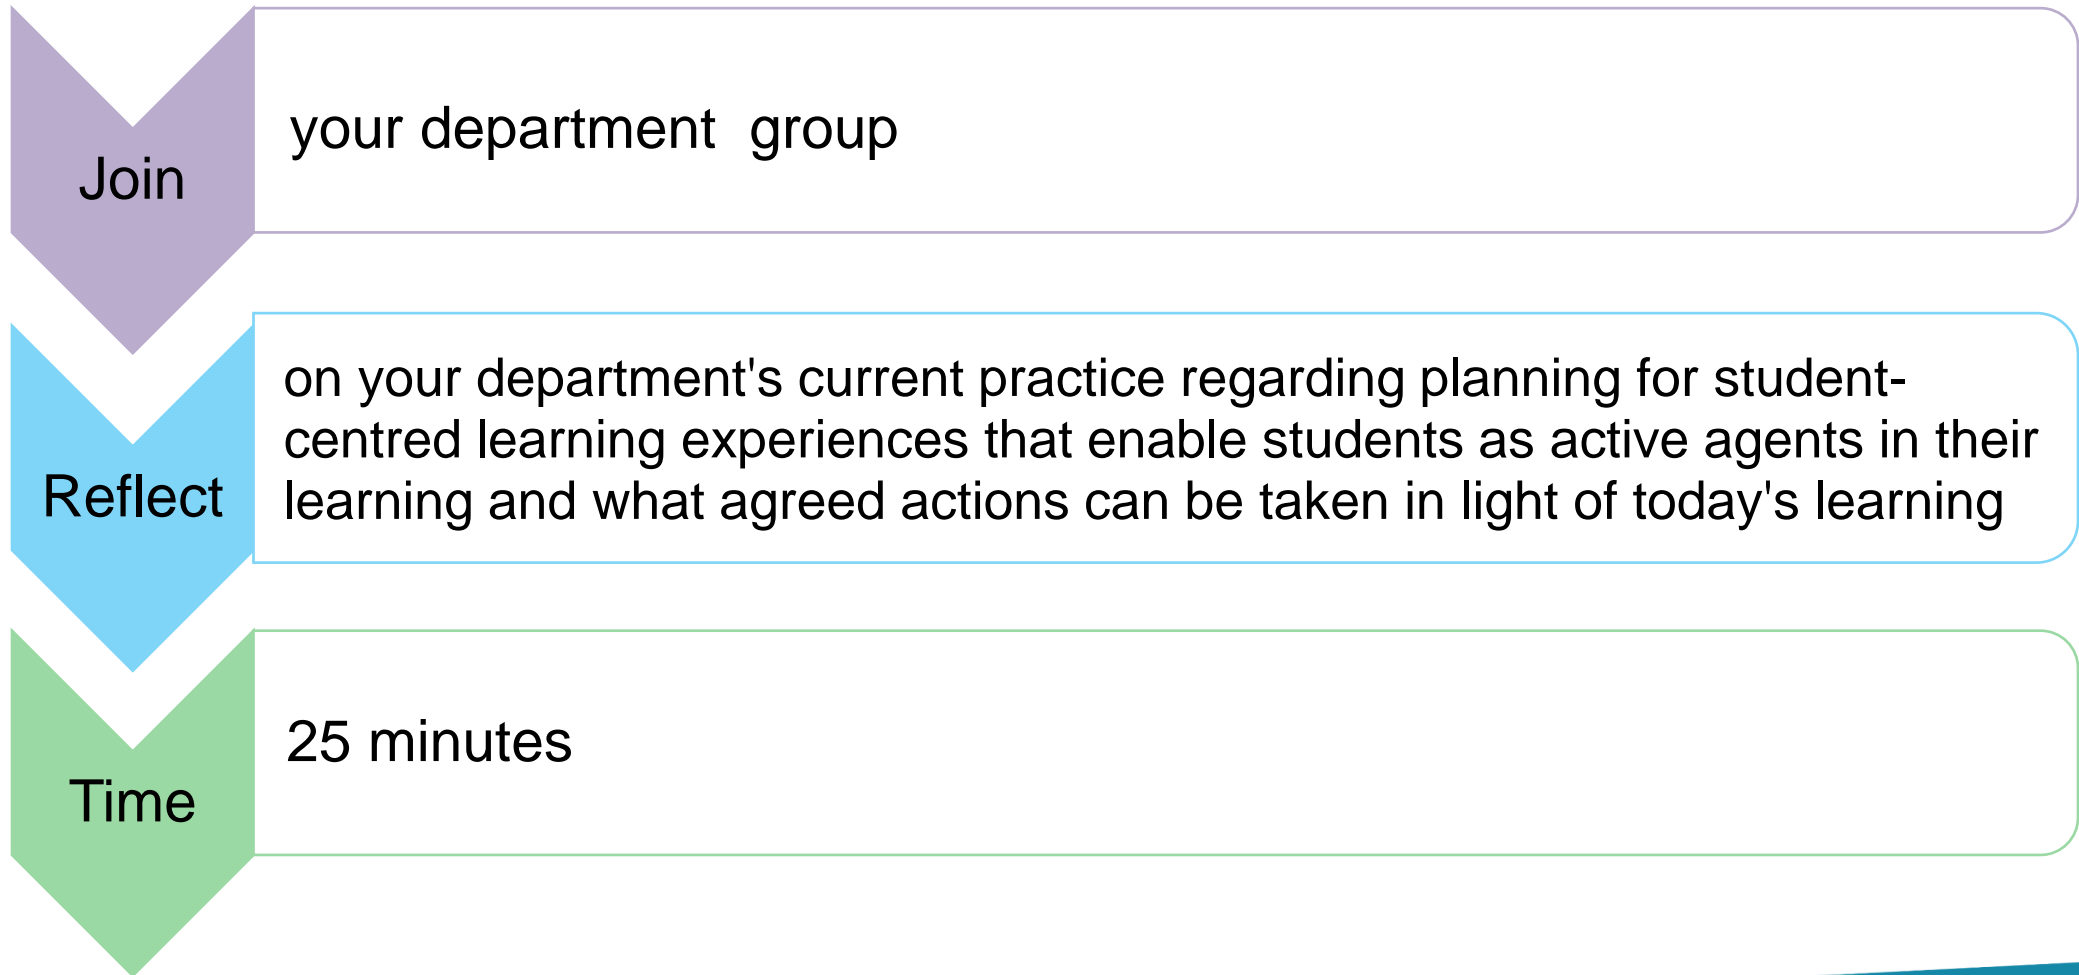 Join
your department  group
Reflect
on your department's current practice regarding planning for student-
centred learning experiences that enable students as active agents in their
learning and what agreed actions can be taken in light of today's learning
Time
25 minutes